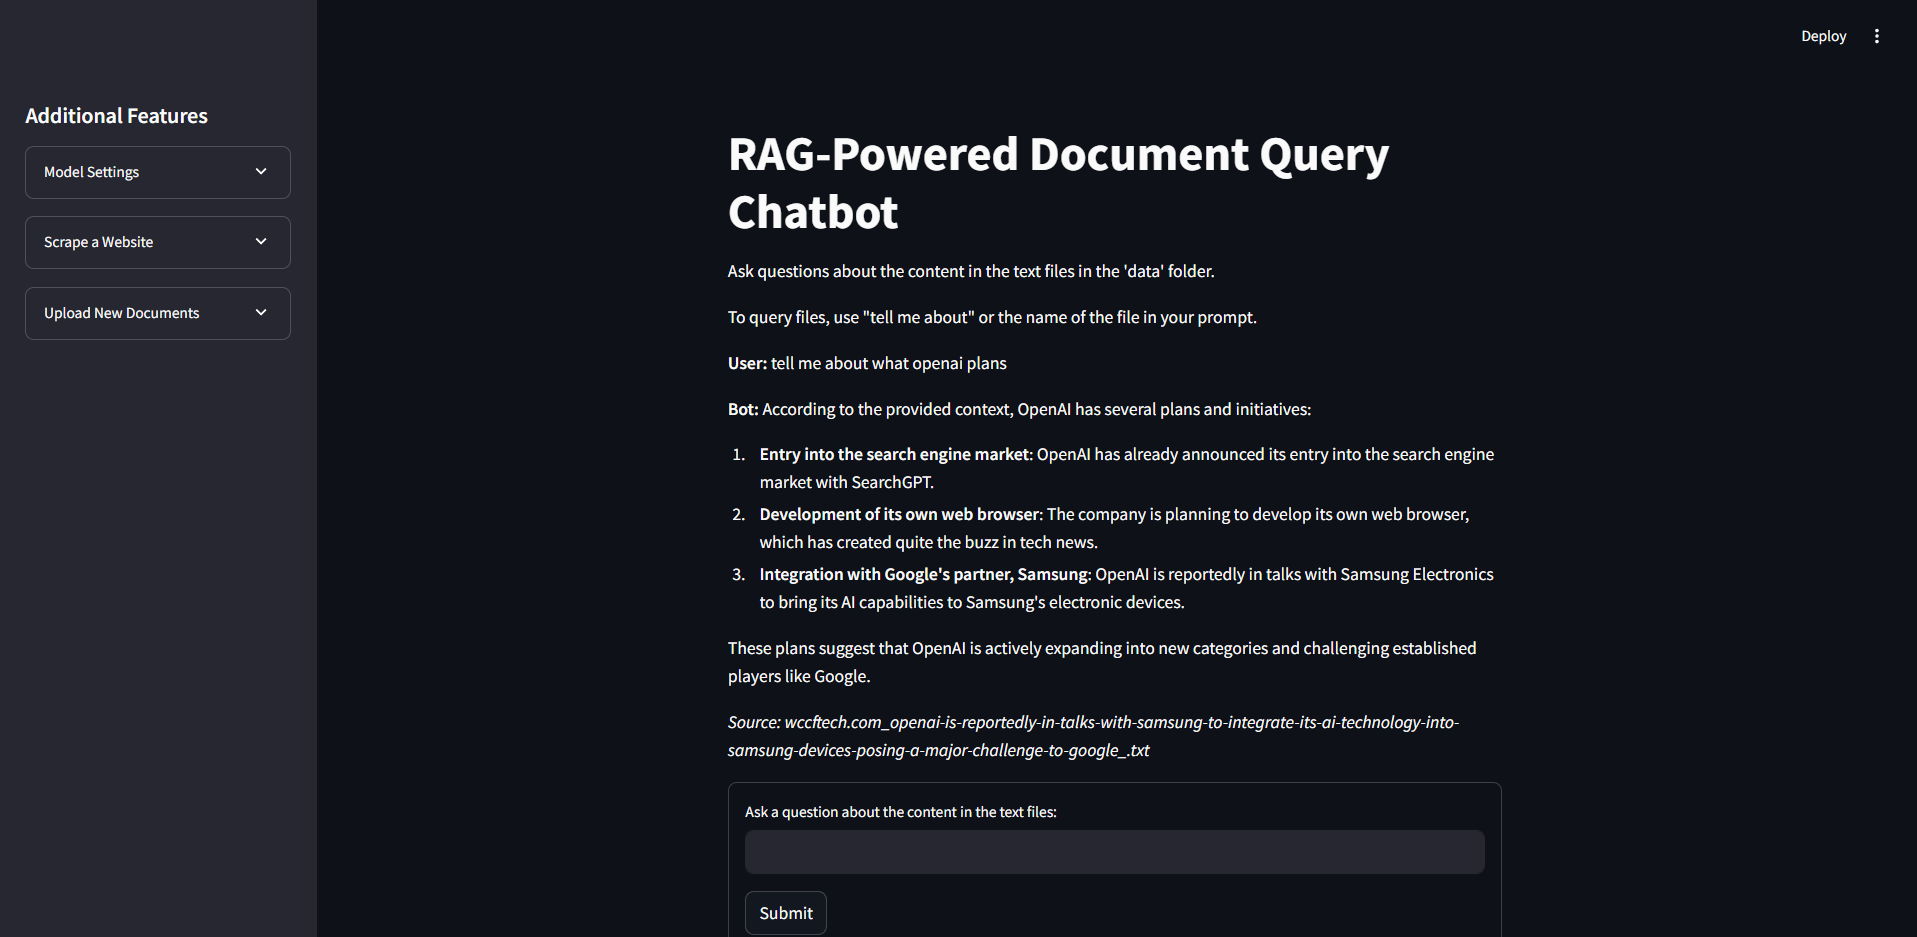 Deploy
Additional Features
Model Settings
Scrape a Website
Upload New Documents
RAG-Powered Document Query
Chatbot
Ask questions about the content in the text files in the 'data' folder.
To query files, use "tell me about" or the name of the file in your prompt.
User: tell me about what openai plans
Bot: According to the provided context, OpenAI has several plans and initiatives:
1. Entry into the search engine market: OpenAI has already announced its entry into the search engine
market with SearchGPT.
2. Development of its own web browser: The company is planning to develop its own web browser,
which has created quite the buzz in tech news.
3. Integration with Google's partner, Samsung: OpenAI is reportedly in talks with Samsung Electronics
to bring its AI capabilities to Samsung's electronic devices.
These plans suggest that OpenAI is actively expanding into new categories and challenging established
players like Google.
Source: wccftech.com_openai-is-reportedly-in-talks-with-samsung-to-integrate-its-ai-technology-into-
samsung-devices-posing-a-major-challenge-to-google_.txt
Ask a question about the content in the text files:
Submit